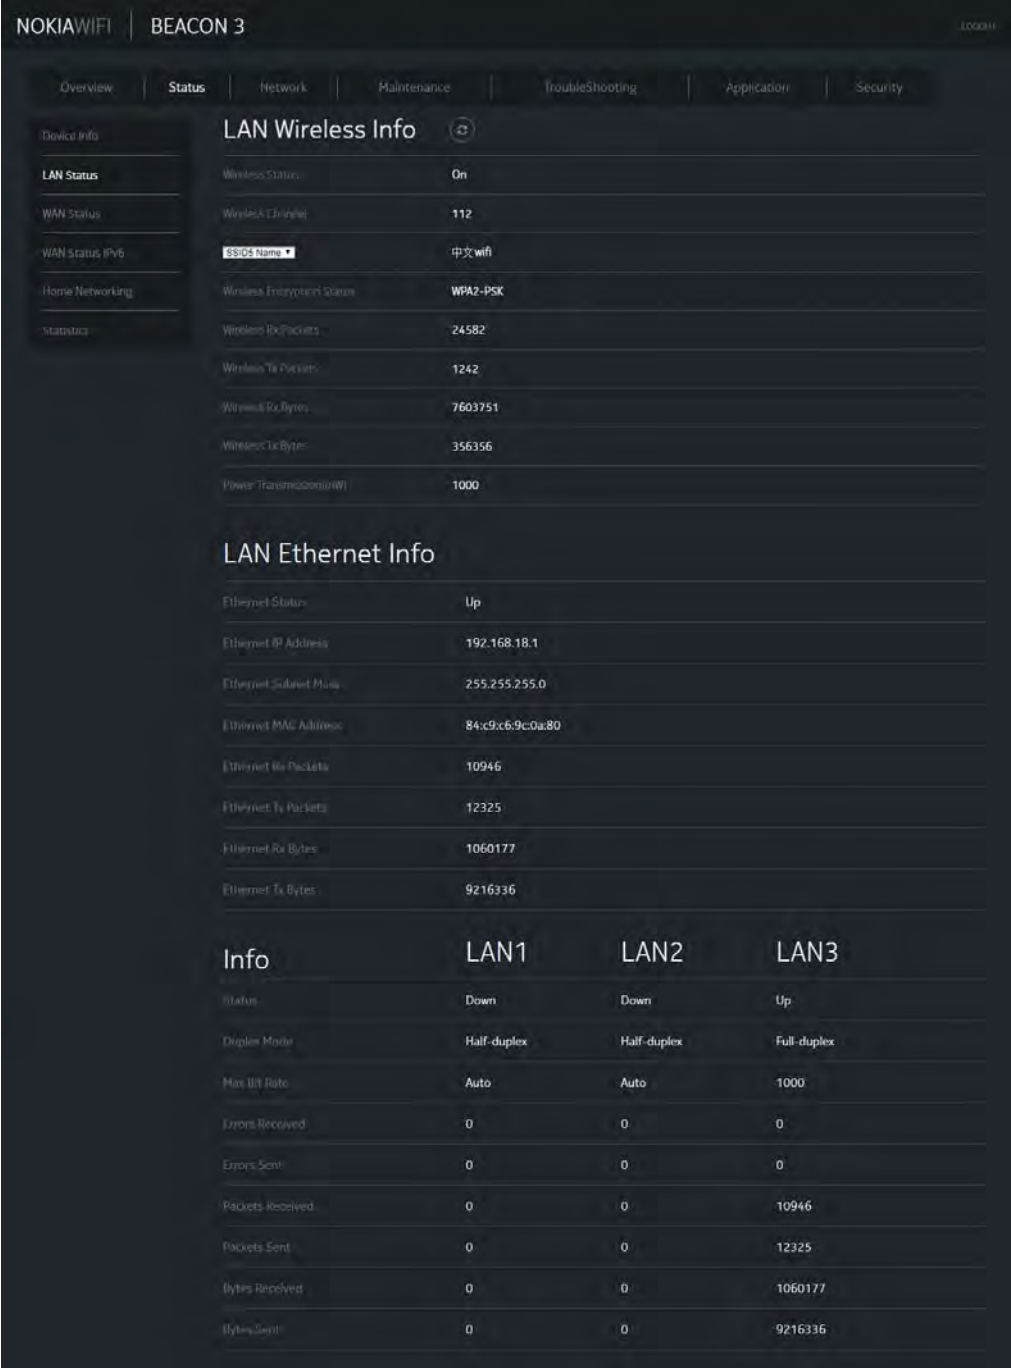 NOKIAWIFI | BEACON 3 LOGOUT
Overview | Status | Network | Maintenance | TroubleShooting | Application | Security
Device Info
LAN Status
WAN Status
WAN Status IPv6
Home Networking
Statistics
LAN Wireless Info
Wireless Status On
Wireless Channel 112
SSID5 Name 中文wifi
Wireless Encryption Status WPA2-PSK
Wireless Rx Packets 24582
Wireless Tx Packets 1242
Wireless Rx Bytes 7603751
Wireless Tx Bytes 356356
Power Transmission(mW) 1000
LAN Ethernet Info
Ethernet Status Up
Ethernet IP Address 192.168.18.1
Ethernet Subnet Mask 255.255.255.0
Ethernet MAC Address 84:c9:c6:9c:0a:80
Ethernet Rx Packets 10946
Ethernet Tx Packets 12325
Ethernet Rx Bytes 1060177
Ethernet Tx Bytes 9216336
Info LAN1 LAN2 LAN3
Status Down Down Up
Duplex Mode Half-duplex Half-duplex Full-duplex
Max Bit Rate Auto Auto 1000
Errors Received 0 0 0
Errors Sent 0 0 0
Packets Received 0 0 10946
Packets Sent 0 0 12325
Bytes Received 0 0 1060177
Bytes Sent 0 0 9216336